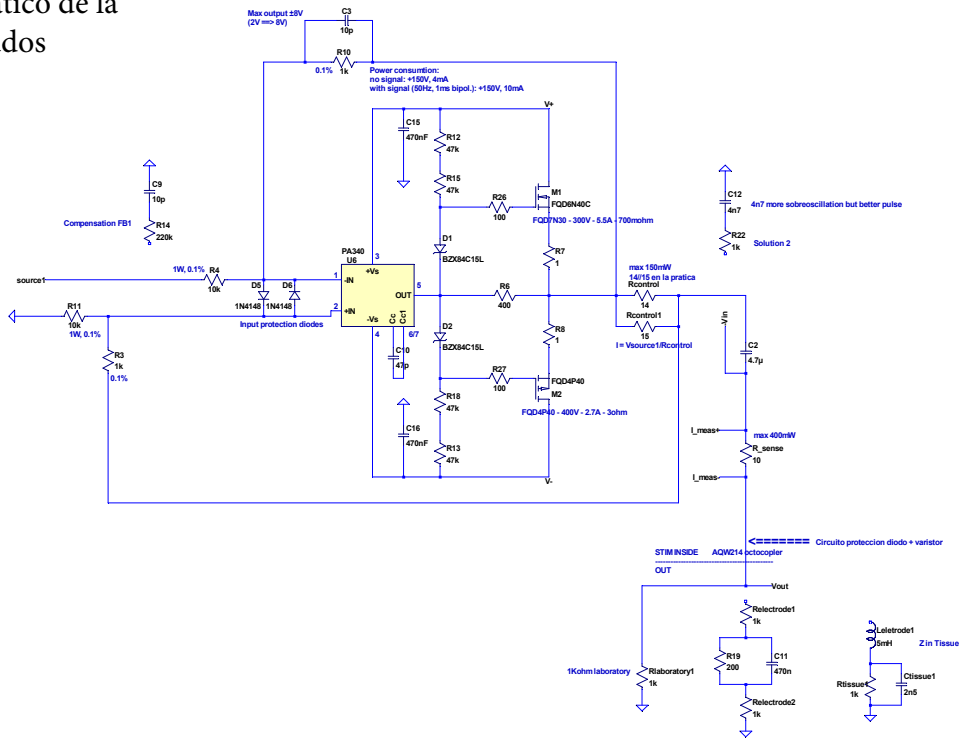 ático de la
dos
Max output ±8V
(2V ==> 8V)
C3
10p
R10
0.1%
1k
Power consumtion:
no signal: +150V, 4mA
with signal (50Hz, 1ms bipol.): +150V, 10mA
V+
C15
470nF
R12
47k
R15
47k
C9
10p
R14
220k
Compensation FB1
R26
100
M1
FQD6N40C
FQD7N30 - 300V - 5.5A - 700mohm
C12
4n7
4n7 more sobreoscillation but better pulse
R22
1k
Solution 2
D1
BZX84C15L
R7
1
PA340
U6
3
+Vs
source1
1W, 0.1%
R4
10k
D5
D6
1N4148
1N4148
1
-IN
2
+IN
OUT
5
-Vs
4
Cc
Cc1
6/7
R6
400
max 150mW
14//15 en la pratica
Rcontrol
14
Rcontrol1
15
I = Vsource1/Rcontrol
R11
10k
1W, 0.1%
Input protection diodes
R3
1k
0.1%
C10
47p
D2
BZX84C15L
R8
1
-Vin
C2
4.7µ
R27
100
FQD4P40
M2
FQD4P40 - 400V - 2.7A - 3ohm
R18
47k
C16
470nF
R13
47k
V-
I_meas+
max 400mW
R_sense
10
I_meas-
<======= Circuito proteccion diodo + varistor
STIM INSIDE AQW214 octocopler
------------------------
OUT
Vout
Relectrode1
1k
R19
200
C11
470n
Relectrode2
1k
1Kohm laboratory
Rlaboratory1
1k
Leletrode1
5mH
Z in Tissue
Rtissue1
1k
Ctissue1
2n5